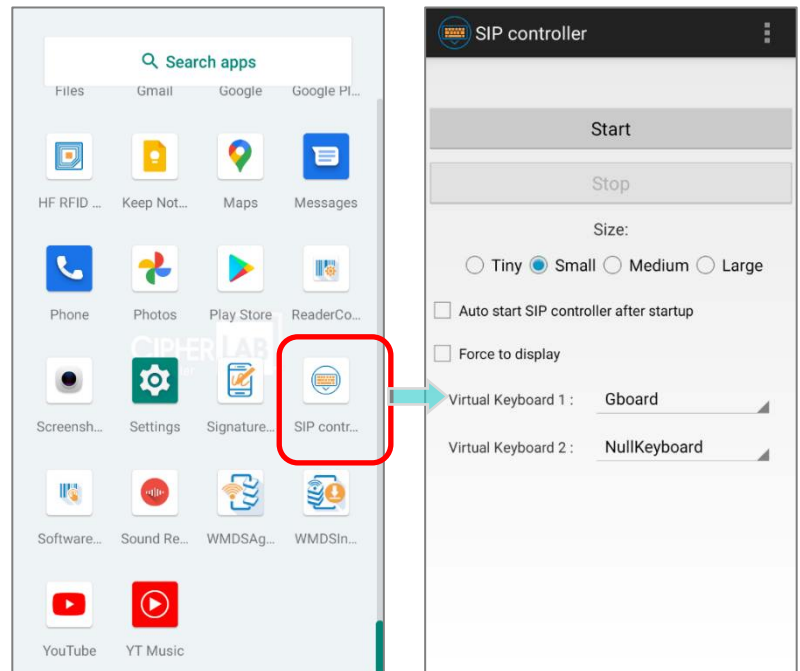 Search apps
Files Gmail Google Google Pl...
HF RFID ... Keep Not... Maps Messages
Phone Photos Play Store ReaderCo...
CIPHERLAB
Screensh... Settings Signature... SIP contr...
Software... Sound Re... WMDSAg... WMDSIn...
YouTube YT Music
SIP controller
Start
Stop
Size:
Tiny Small Medium Large
Auto start SIP controller after startup
Force to display
Virtual Keyboard 1 : Gboard
Virtual Keyboard 2 : NullKeyboard